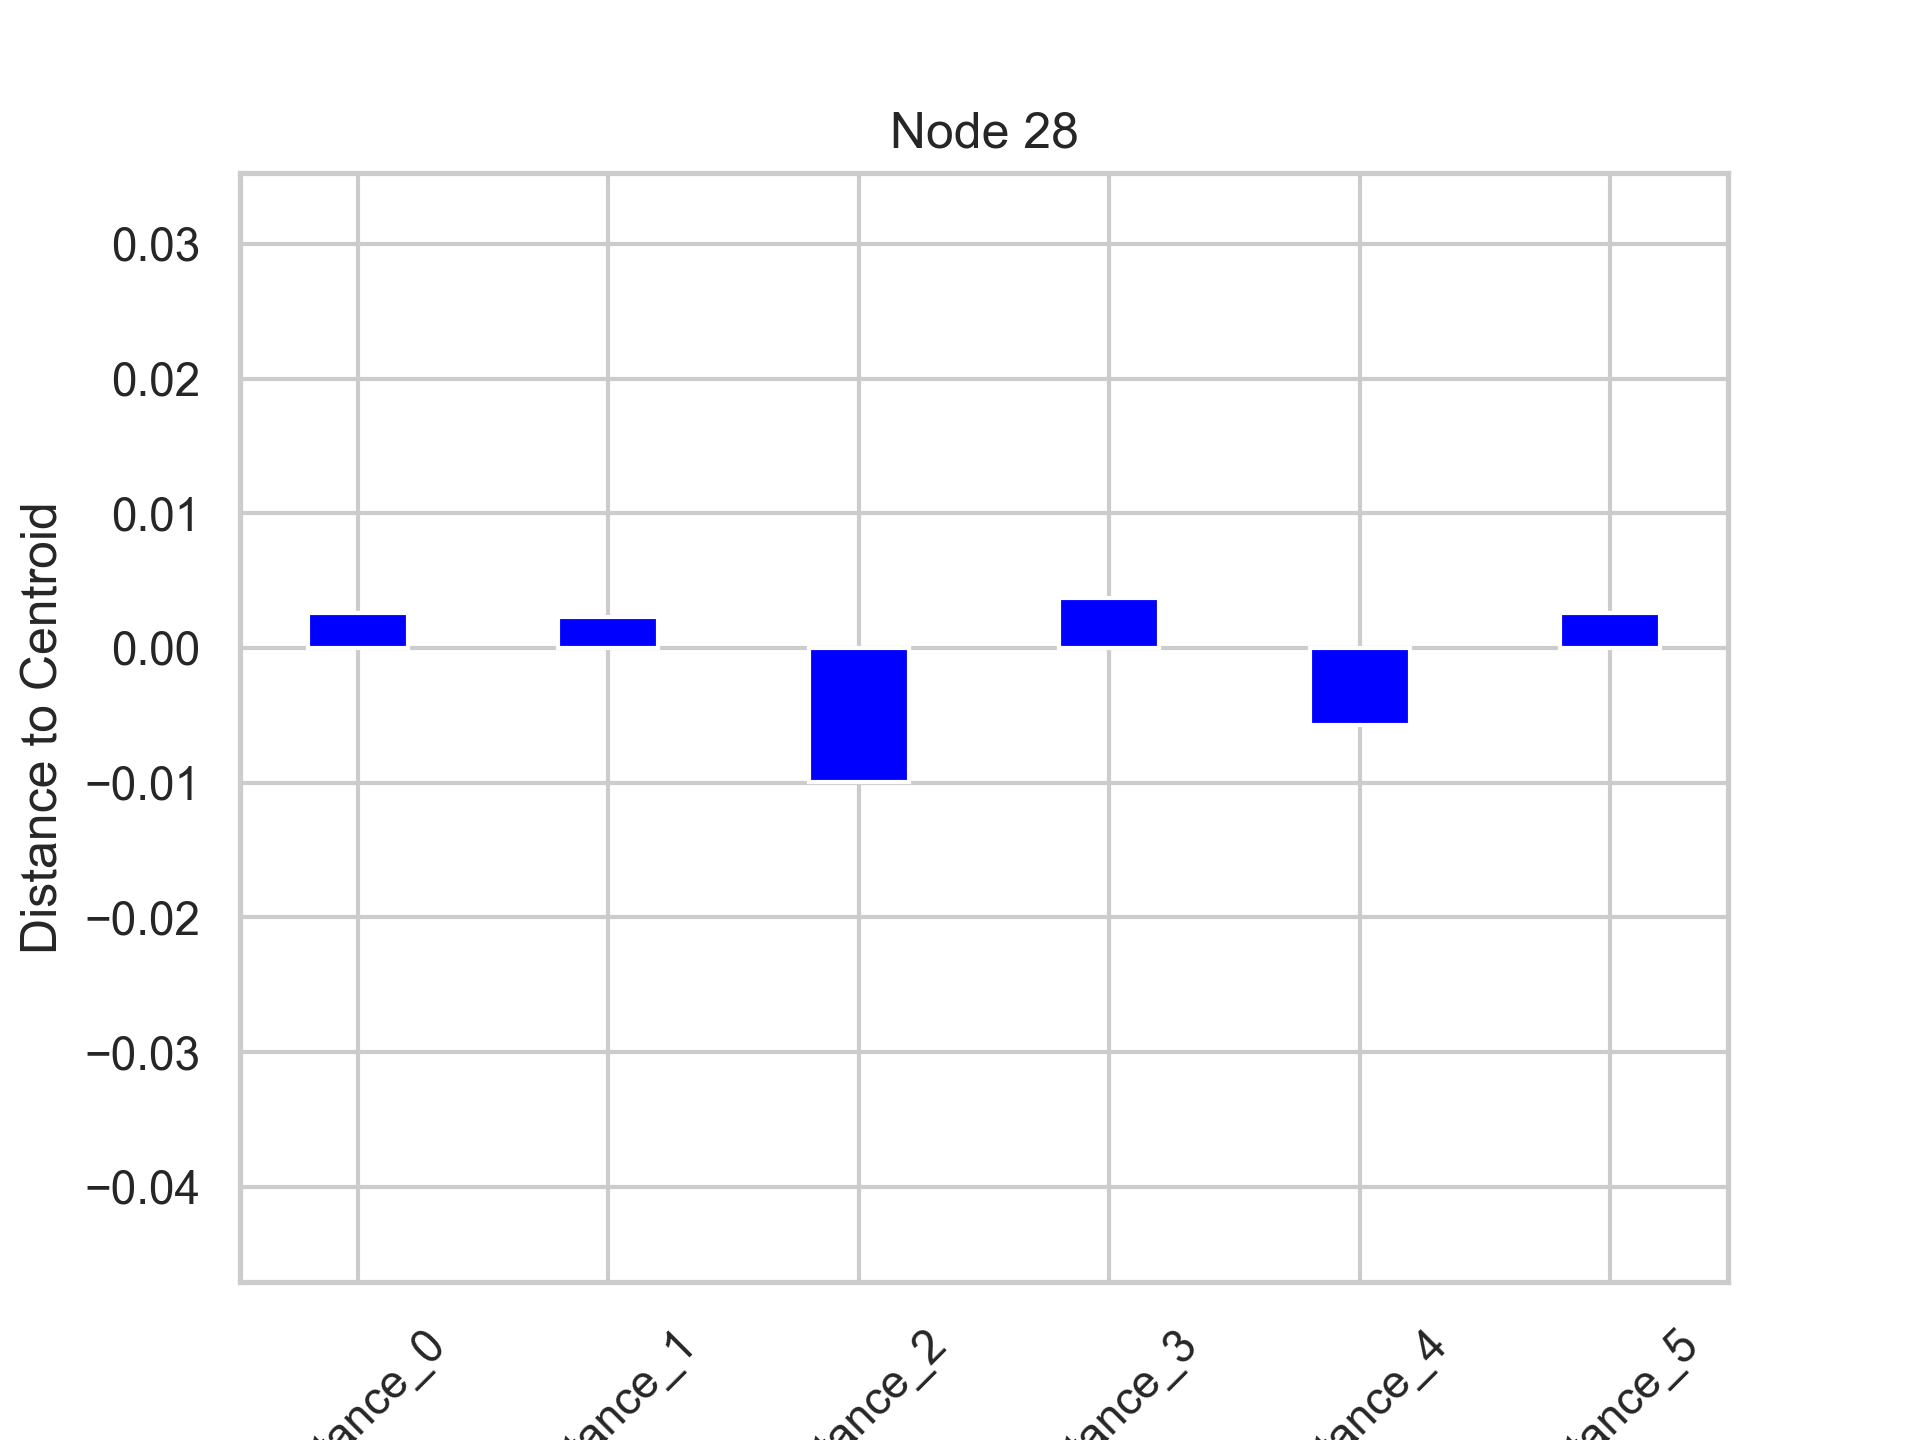 Node 28
Distance to Centroid
0.03
0.02
0.01
0.00
−0.01
−0.02
−0.03
−0.04
tance_0
tance_1
tance_2
tance_3
tance_4
tance_5